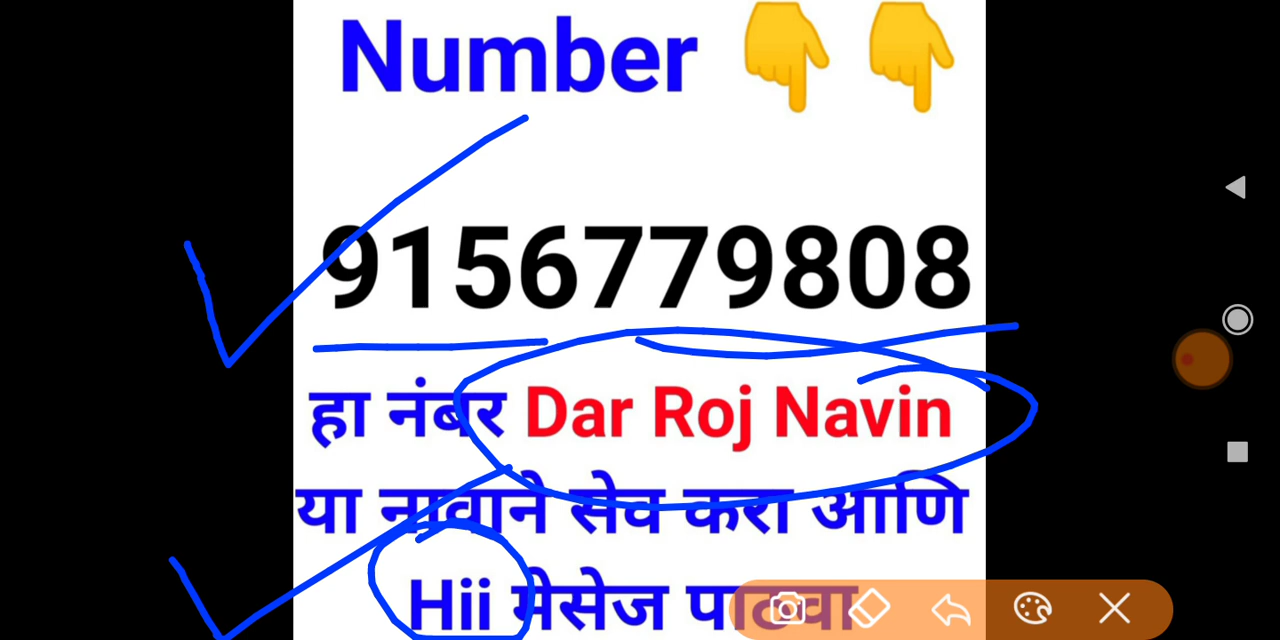 Number 👇 👇
9156779808
हा नंबर Dar Roj Navin
या नावाने सेव करा आणि
Hii मेसेज पाठवा